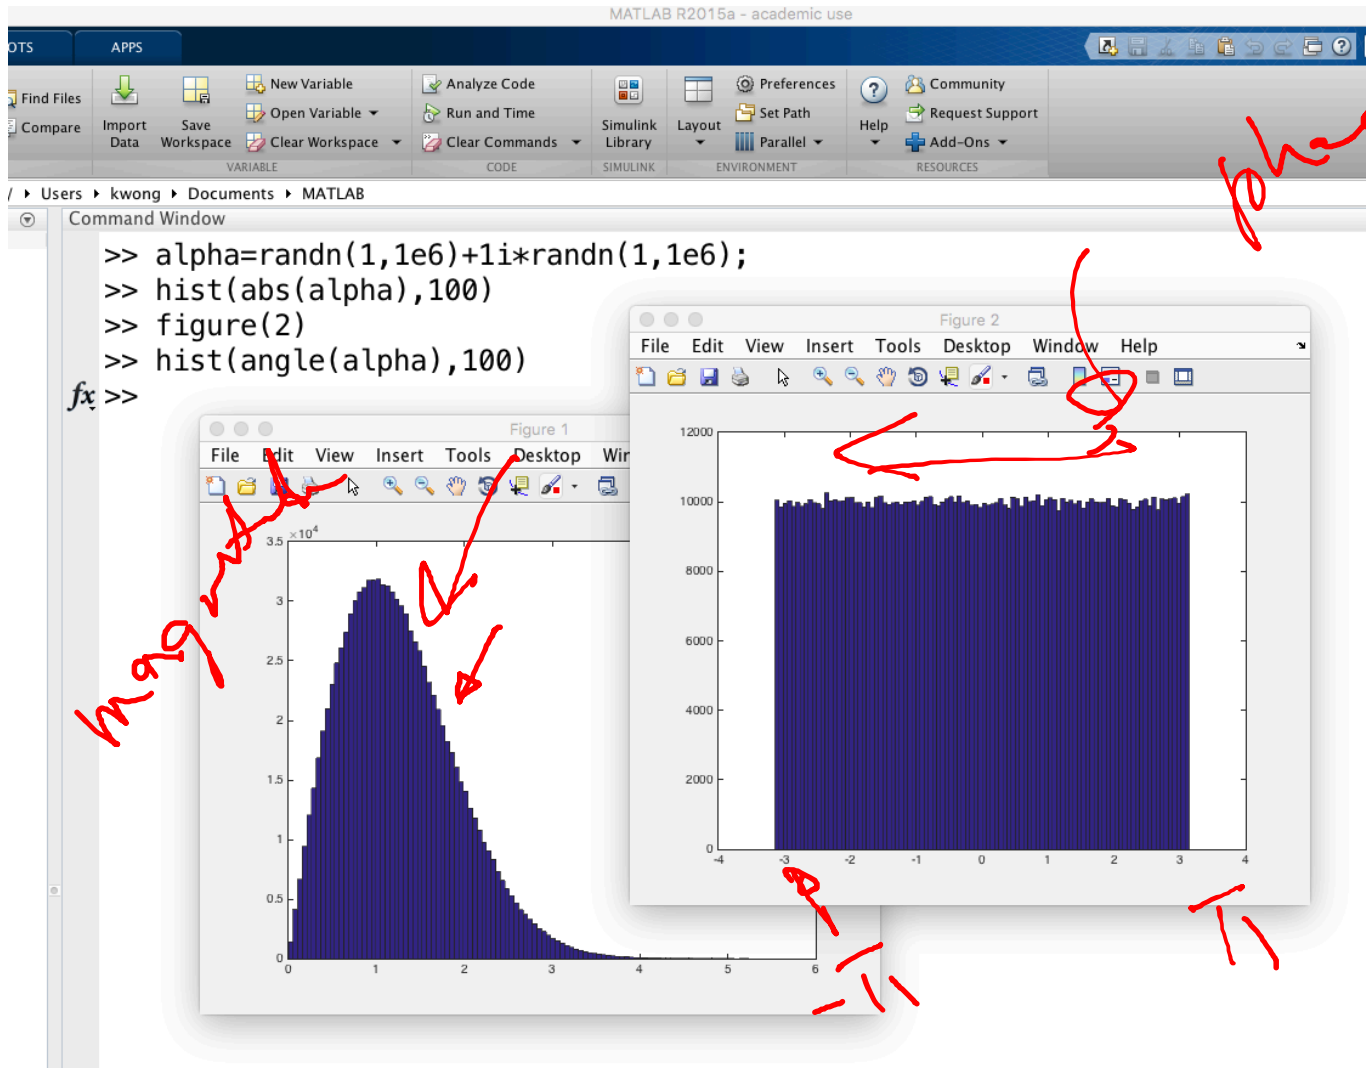 MATLAB R2015a - academic use
OTS APPS
Find Files
Compare
Import Data
Save Workspace
New Variable
Open Variable
Clear Workspace
VARIABLE
Analyze Code
Run and Time
Clear Commands
CODE
Simulink Library
SIMULINK
Layout
Preferences
Set Path
Parallel
ENVIRONMENT
Help
Community
Request Support
Add-Ons
RESOURCES
/ Users kwong Documents MATLAB
Command Window
>> alpha=randn(1,1e6)+1i*randn(1,1e6);
>> hist(abs(alpha),100)
>> figure(2)
>> hist(angle(alpha),100)
fx >>
Figure 2
File Edit View Insert Tools Desktop Window Help
12000
10000
8000
6000
4000
2000
0
-4 -3 -2 -1 0 1 2 3 4
-π
π
Figure 1
File Edit View Insert Tools Desktop Wir
×10^4
3.5
3
2.5
2
1.5
1
0.5
0
0 1 2 3 4 5 6